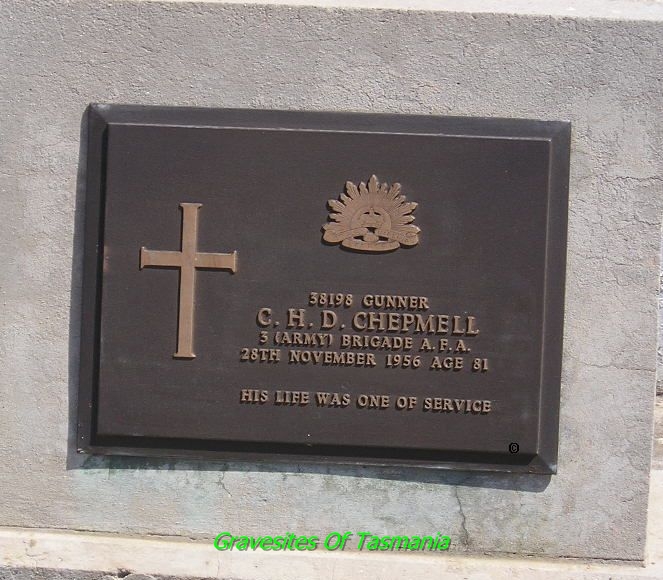 38198 GUNNER
C. H. D. CHEPMELL
3 (ARMY) BRIGADE A.F.A.
28TH NOVEMBER 1956 AGE 81
HIS LIFE WAS ONE OF SERVICE
®
Gravesites Of Tasmania